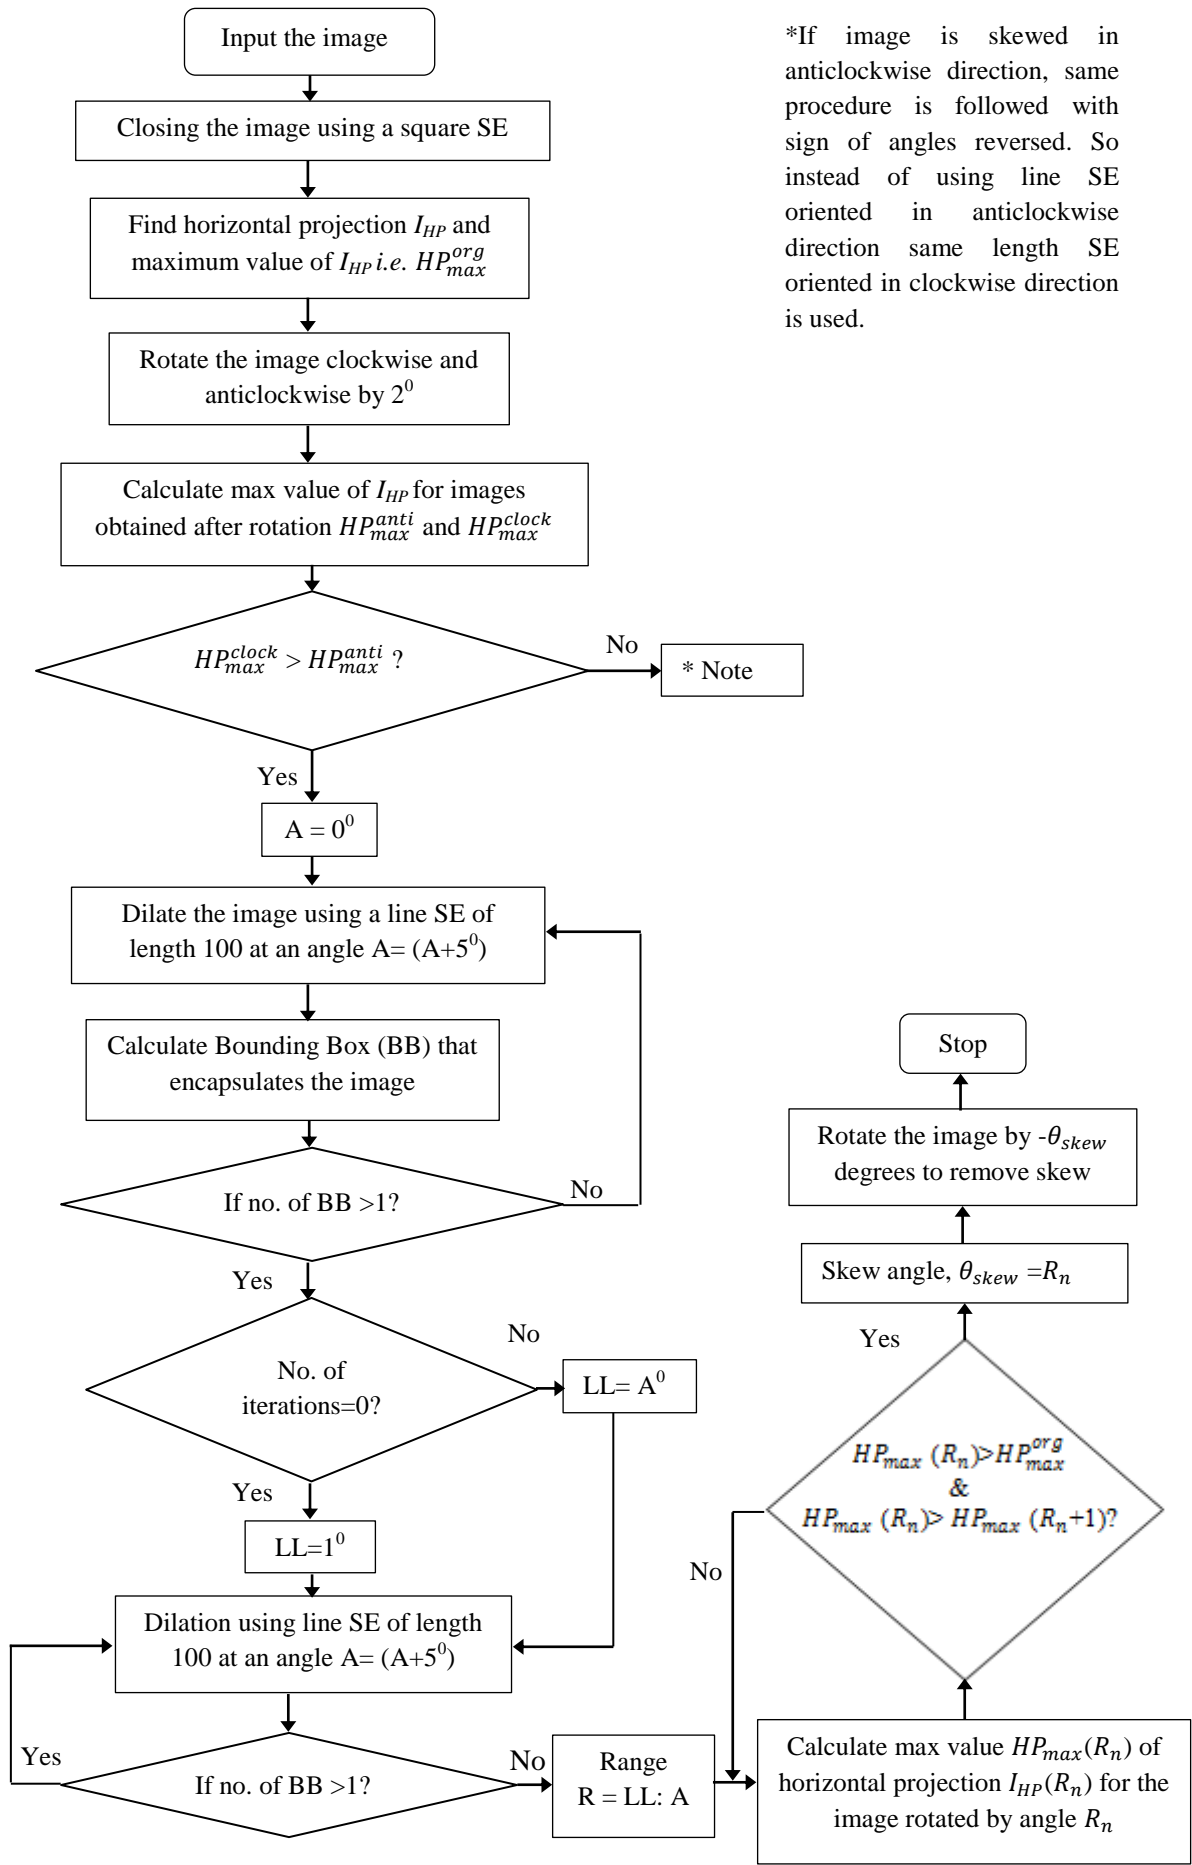 Input the image
Closing the image using a square SE
Find horizontal projection I_HP and
maximum value of I_HP i.e. HP_max^org
Rotate the image clockwise and
anticlockwise by 2^0
Calculate max value of I_HP for images
obtained after rotation HP_max^anti and HP_max^clock
HP_max^clock > HP_max^anti ?
No
* Note
Yes
A = 0^0
Dilate the image using a line SE of
length 100 at an angle A= (A+5^0)
Calculate Bounding Box (BB) that
encapsulates the image
If no. of BB >1?
No
Yes
No. of
iterations=0?
No
LL= A^0
Yes
LL=1^0
Dilation using line SE of length
100 at an angle A= (A+5^0)
Yes
If no. of BB >1?
No
Range
R = LL: A
Calculate max value HP_max(R_n) of
horizontal projection I_HP(R_n) for the
image rotated by angle R_n
No
HP_max (R_n)>HP_max^org
&
HP_max (R_n)> HP_max (R_n+1)?
Yes
Skew angle, θ_skew =R_n
Rotate the image by -θ_skew
degrees to remove skew
Stop
*If image is skewed in
anticlockwise direction, same
procedure is followed with
sign of angles reversed. So
instead of using line SE
oriented in anticlockwise
direction same length SE
oriented in clockwise direction
is used.